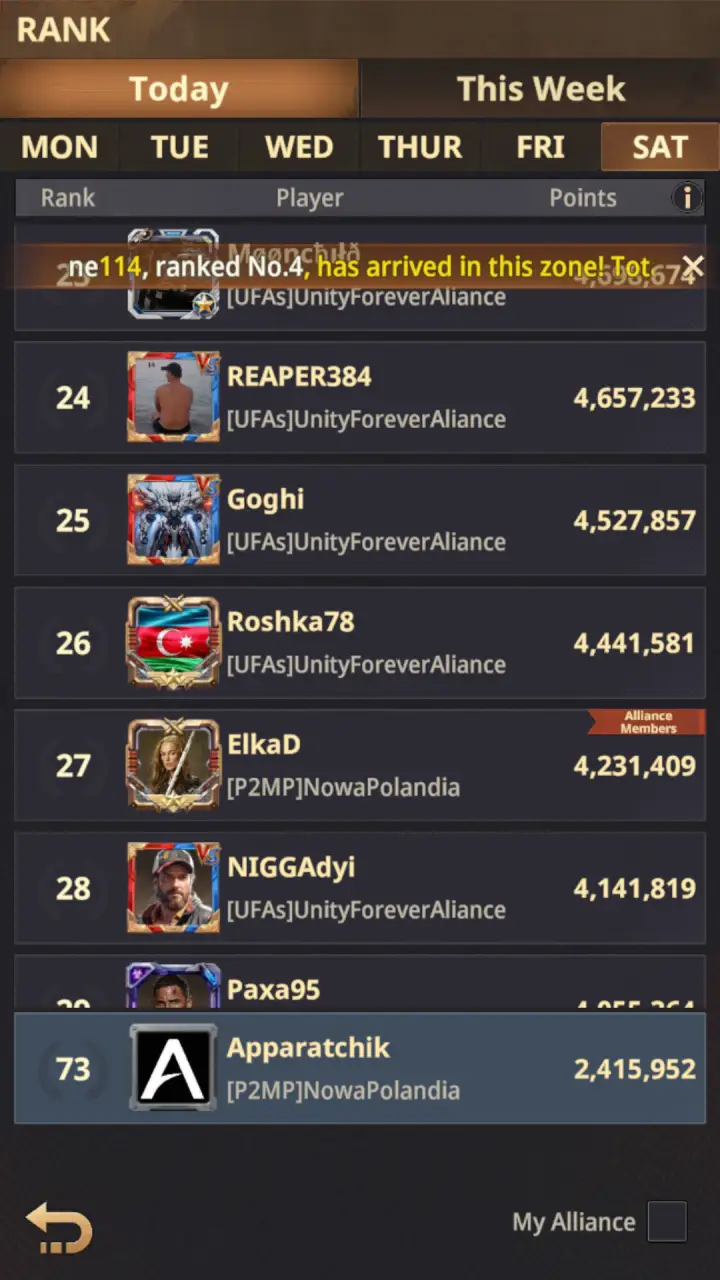 RANK
Today
This Week
MON TUE WED THUR FRI SAT
Rank Player Points
ne114, ranked No.4, has arrived in this zone! Tot
[UFAs]UnityForeverAliance
24 REAPER384 4,657,233
[UFAs]UnityForeverAliance
25 Goghi 4,527,857
[UFAs]UnityForeverAliance
26 Roshka78 4,441,581
[UFAs]UnityForeverAliance
Alliance
Members
27 ElkaD 4,231,409
[P2MP]NowaPolandia
28 NIGGAdyi 4,141,819
[UFAs]UnityForeverAliance
Paxa95
73 Apparatchik 2,415,952
[P2MP]NowaPolandia
My Alliance